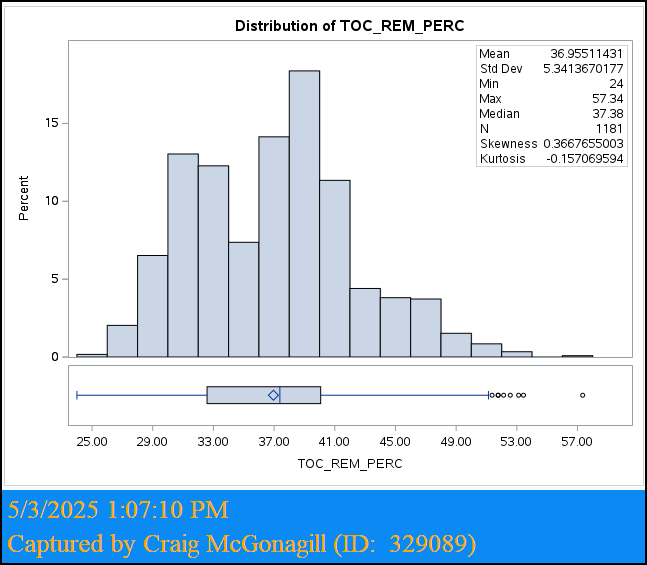 Distribution of TOC_REM_PERC
Mean 36.95511431
Std Dev 5.3413670177
Min 24
Max 57.34
Median 37.38
N 1181
Skewness 0.3667655003
Kurtosis -0.157069594
15
10
5
0
Percent
25.00 29.00 33.00 37.00 41.00 45.00 49.00 53.00 57.00
TOC_REM_PERC
5/3/2025 1:07:10 PM
Captured by Craig McGonagill (ID: 329089)